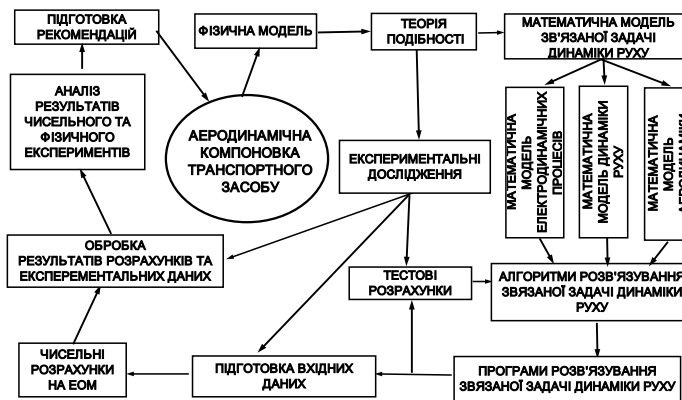 ПІДГОТОВКА
РЕКОМЕНДАЦІЙ
ФІЗИЧНА МОДЕЛЬ
ТЕОРІЯ
ПОДІБНОСТІ
МАТЕМАТИЧНА МОДЕЛЬ
ЗВ'ЯЗАНОЇ ЗАДАЧІ
ДИНАМІКИ РУХУ
АНАЛІЗ
РЕЗУЛЬТАТІВ
ЧИСЕЛЬНОГО ТА
ФІЗИЧНОГО
ЕКСПЕРИМЕНТІВ
АЕРОДИНАМІЧНА
КОМПОНОВКА
ТРАНСПОРТНОГО
ЗАСОБУ
ЕКСПЕРИМЕНТАЛЬНІ
ДОСЛІДЖЕННЯ
МАТЕМАТИЧНА
МОДЕЛЬ
ЕЛЕКТРОДИНАМІЧНИХ
ПРОЦЕСІВ
МАТЕМАТИЧНА
МОДЕЛЬ ДИНАМІКИ
РУХУ
МАТЕМАТИЧНА
МОДЕЛЬ
ОБРОБКА
РЕЗУЛЬТАТІВ РОЗРАХУНКІВ ТА
ЕКСПЕРЕМЕНТАЛЬНИХ ДАНИХ
ТЕСТОВІ
РОЗРАХУНКИ
АЛГОРИТМИ РОЗВ'ЯЗУВАННЯ
ЗВЯЗАНОЇ ЗАДАЧІ ДИНАМІКИ
РУХУ
ЧИСЕЛЬНІ
РОЗРАХУНКИ
НА ЕОМ
ПІДГОТОВКА ВХІДНИХ
ДАНИХ
ПРОГРАМИ РОЗВ'ЯЗУВАННЯ
ЗВЯЗАНОЇ ЗАДАЧІ ДИНАМІКИ РУХУ